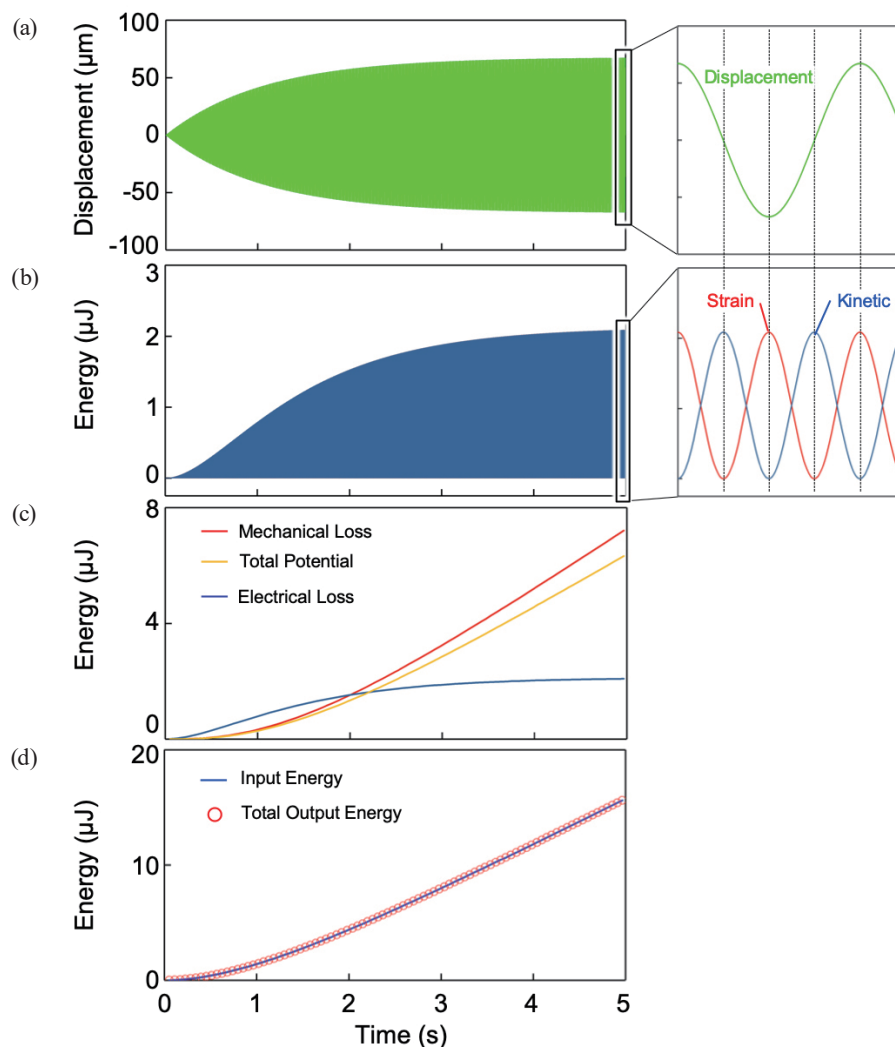 (a)
Displacement (μm)
100
50
0
-50
-100
Displacement
(b)
Energy (μJ)
3
2
1
0
Strain
Kinetic
(c)
Energy (μJ)
8
4
0
Mechanical Loss
Total Potential
Electrical Loss
(d)
Energy (μJ)
20
10
0
Input Energy
Total Output Energy
0 1 2 3 4 5
Time (s)